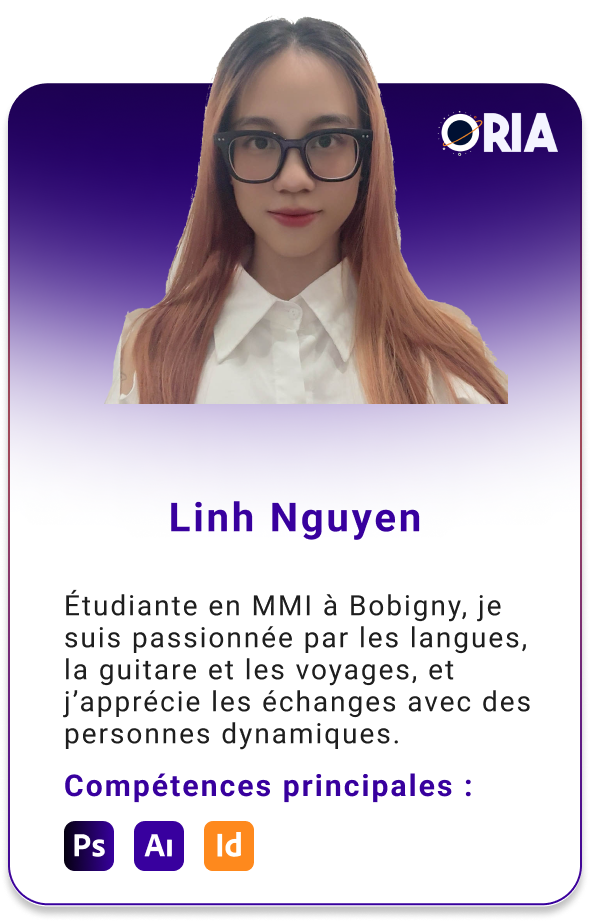 ORIA
Linh Nguyen
Étudiante en MMI à Bobigny, je
suis passionnée par les langues,
la guitare et les voyages, et
j’apprécie les échanges avec des
personnes dynamiques.
Compétences principales :
Ps Aı Id